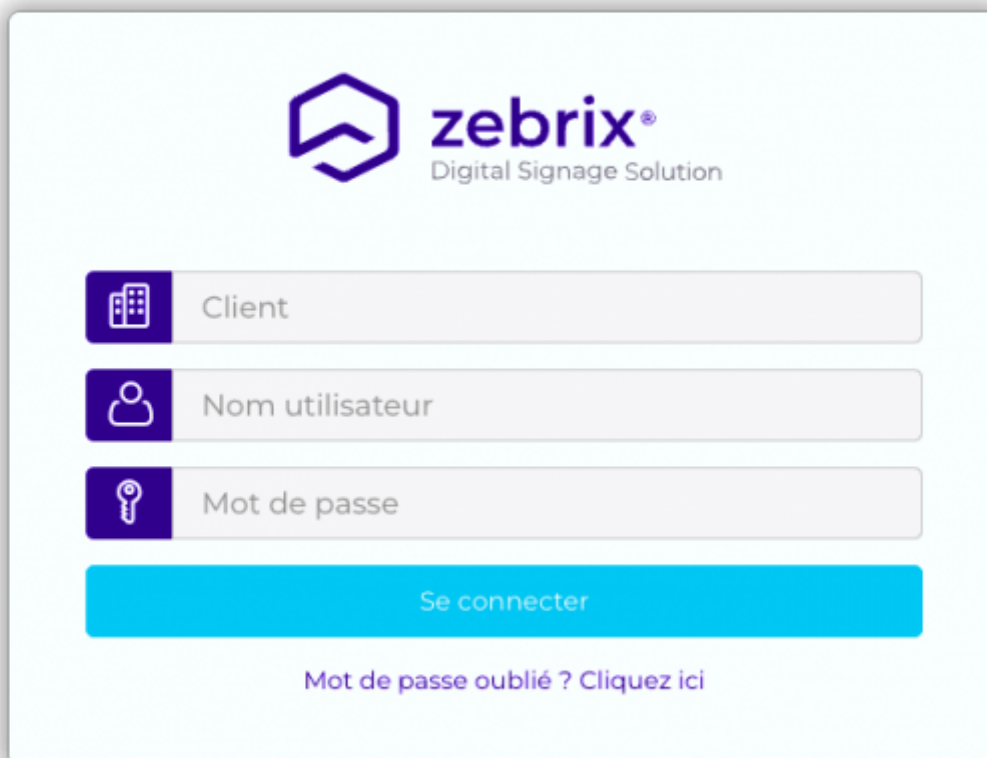 zebrix®
Digital Signage Solution
Client
Nom utilisateur
Mot de passe
Se connecter
Mot de passe oublié ? Cliquez ici